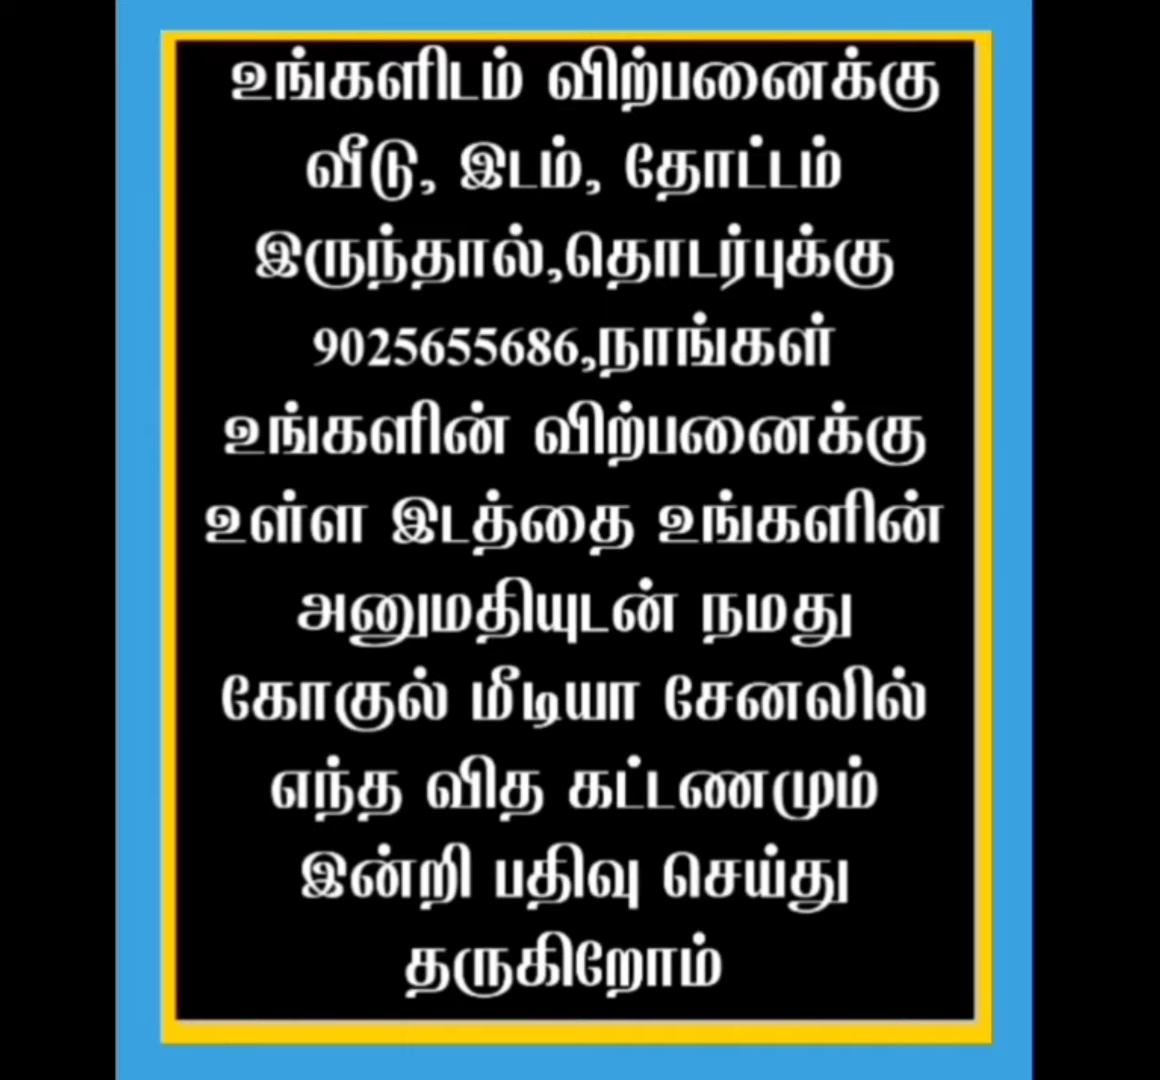 உங்களிடம் விற்பனைக்கு
வீடு, இடம், தோட்டம்
இருந்தால்,தொடர்புக்கு
9025655686,நாங்கள்
உங்களின் விற்பனைக்கு
உள்ள இடத்தை உங்களின்
அனுமதியுடன் நமது
கோகுல் மீடியா சேனலில்
எந்த வித கட்டணமும்
இன்றி பதிவு செய்து
தருகிறோம்